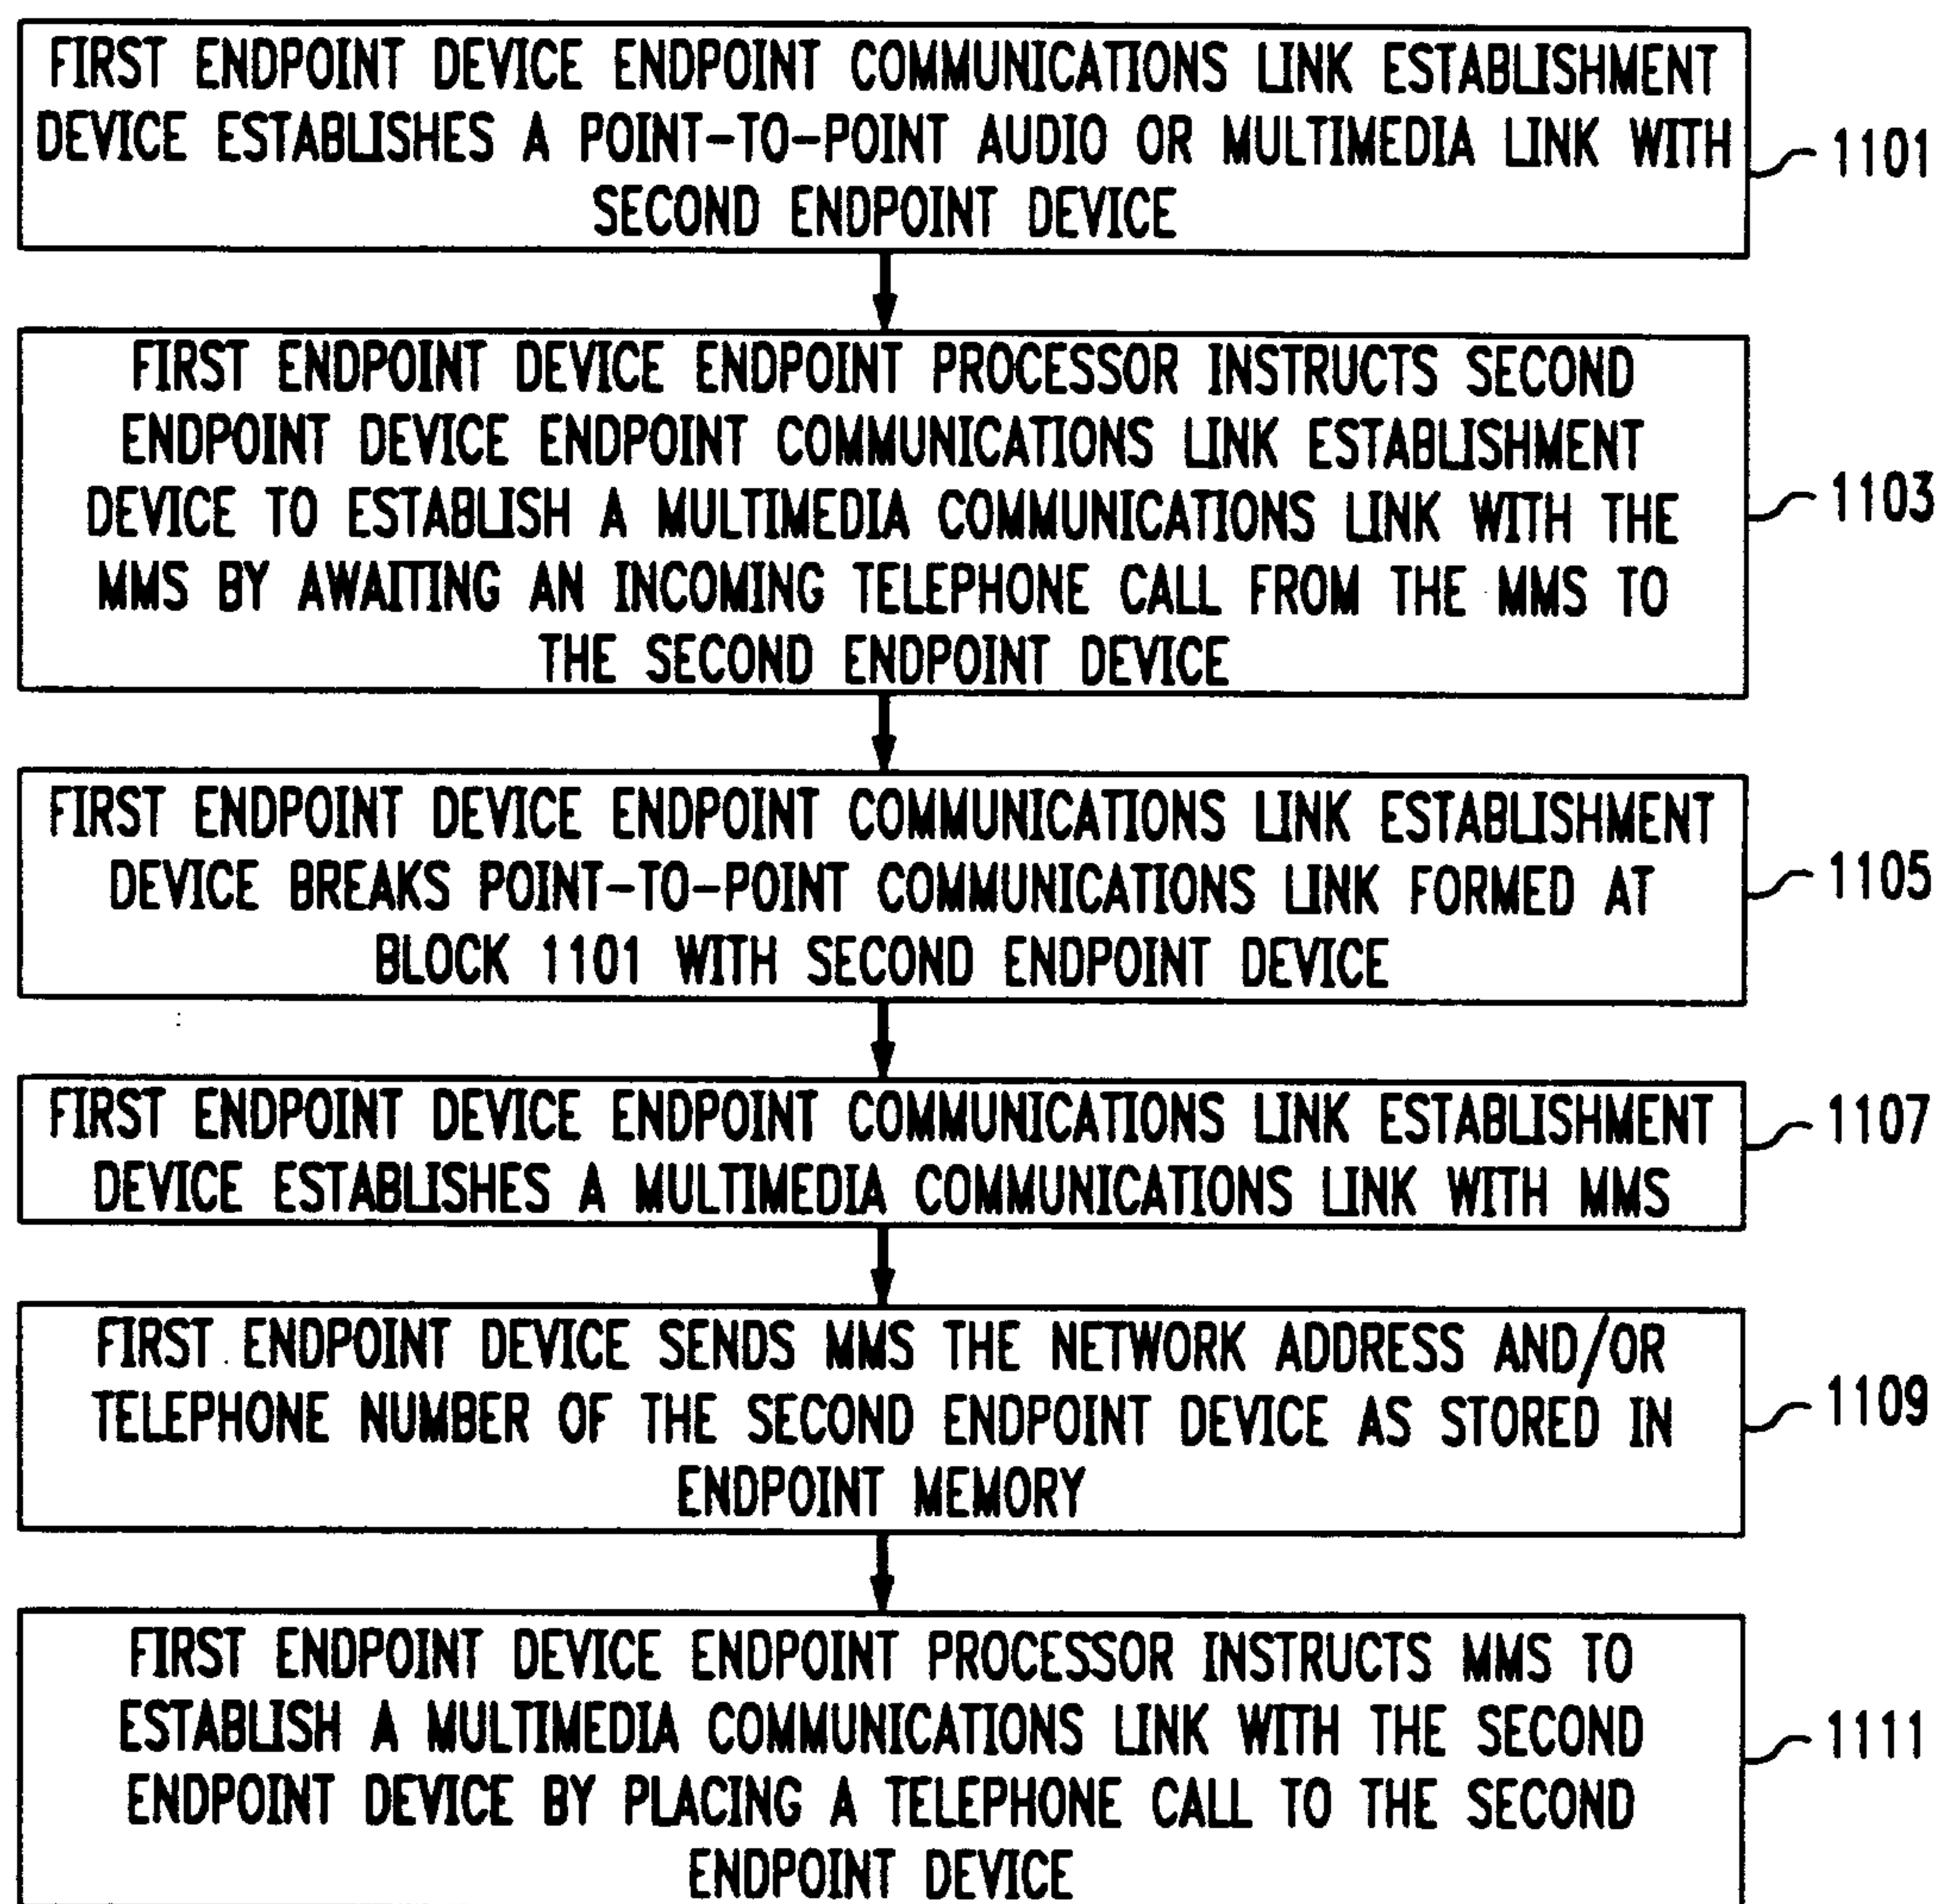 FIRST ENDPOINT DEVICE ENDPOINT COMMUNICATIONS LINK ESTABLISHMENT
DEVICE ESTABLISHES A POINT-TO-POINT AUDIO OR MULTIMEDIA LINK WITH
SECOND ENDPOINT DEVICE
1101
FIRST ENDPOINT DEVICE ENDPOINT PROCESSOR INSTRUCTS SECOND
ENDPOINT DEVICE ENDPOINT COMMUNICATIONS LINK ESTABLISHMENT
DEVICE TO ESTABLISH A MULTIMEDIA COMMUNICATIONS LINK WITH THE
MMS BY AWAITING AN INCOMING TELEPHONE CALL FROM THE MMS TO
THE SECOND ENDPOINT DEVICE
1103
FIRST ENDPOINT DEVICE ENDPOINT COMMUNICATIONS LINK ESTABLISHMENT
DEVICE BREAKS POINT-TO-POINT COMMUNICATIONS LINK FORMED AT
BLOCK 1101 WITH SECOND ENDPOINT DEVICE
1105
FIRST ENDPOINT DEVICE ENDPOINT COMMUNICATIONS LINK ESTABLISHMENT
DEVICE ESTABLISHES A MULTIMEDIA COMMUNICATIONS LINK WITH MMS
1107
FIRST ENDPOINT DEVICE SENDS MMS THE NETWORK ADDRESS AND/OR
TELEPHONE NUMBER OF THE SECOND ENDPOINT DEVICE AS STORED IN
ENDPOINT MEMORY
1109
FIRST ENDPOINT DEVICE ENDPOINT PROCESSOR INSTRUCTS MMS TO
ESTABLISH A MULTIMEDIA COMMUNICATIONS LINK WITH THE SECOND
ENDPOINT DEVICE BY PLACING A TELEPHONE CALL TO THE SECOND
ENDPOINT DEVICE
1111